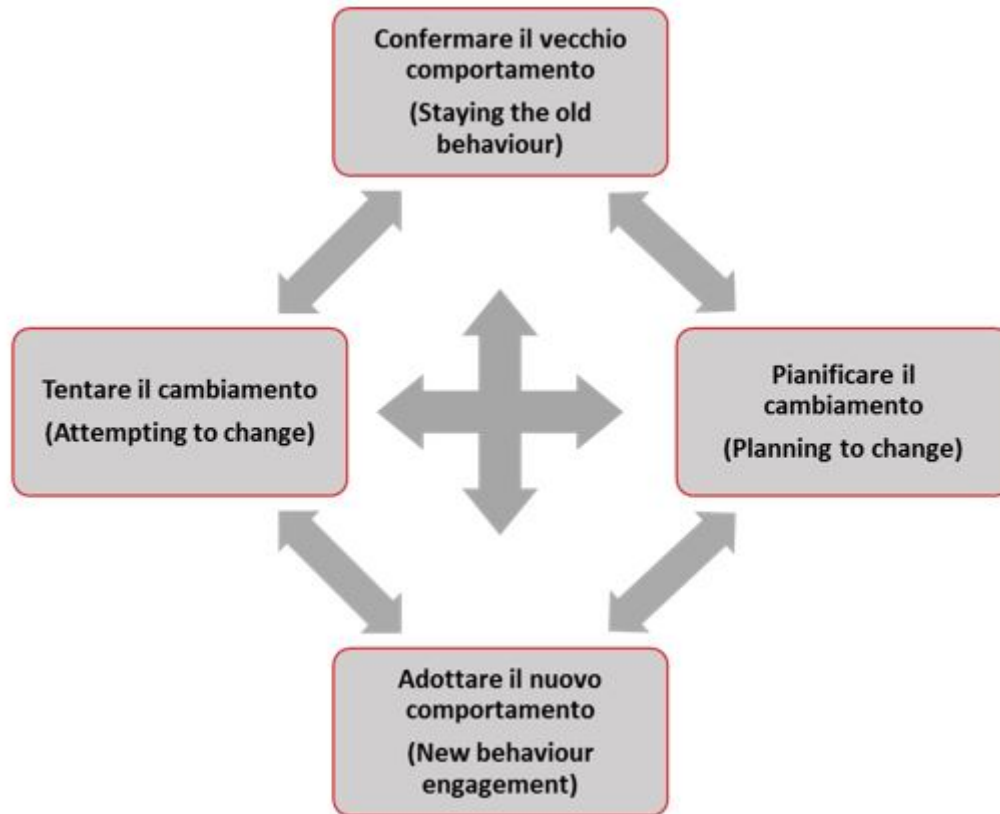 Confermare il vecchio
comportamento
(Staying the old
behaviour)
Tentare il cambiamento
(Attempting to change)
Pianificare il
cambiamento
(Planning to change)
Adottare il nuovo
comportamento
(New behaviour
engagement)